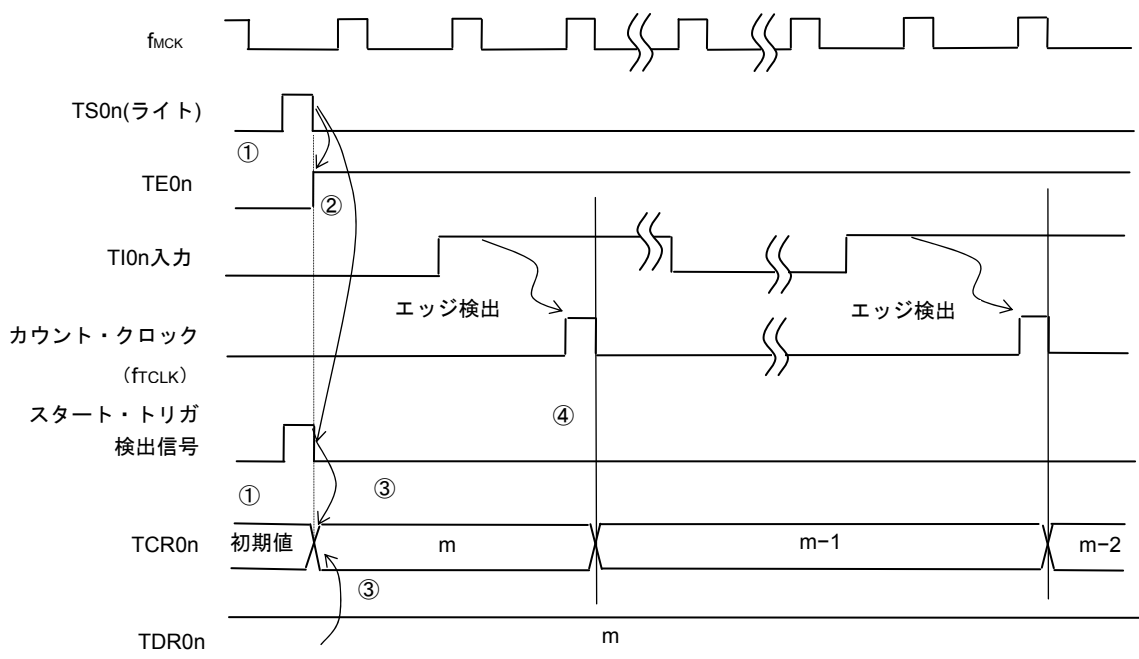 fMCK
TS0n(ライト)
①
TE0n
②
TI0n入力
エッジ検出
エッジ検出
カウント・クロック
(fTCLK)
スタート・トリガ
検出信号
④
①
③
TCR0n
初期値
m
m−1
m−2
③
TDR0n
m